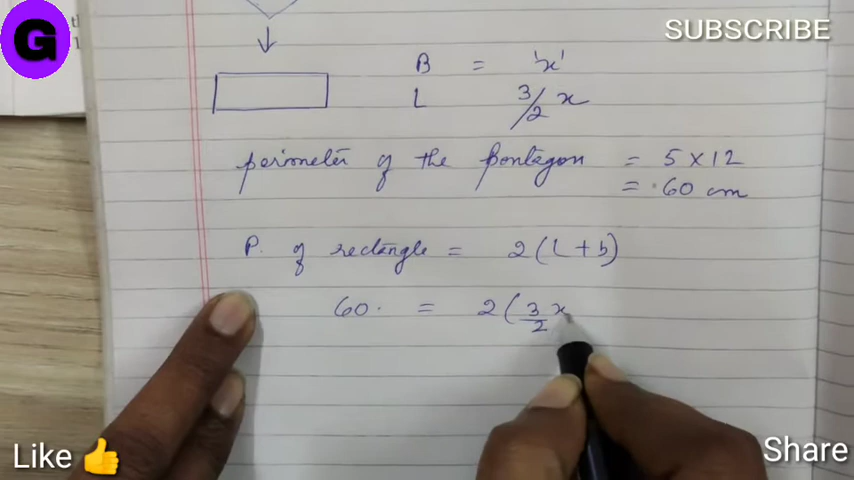 G
SUBSCRIBE
B = 'x'
L 3/2 x
perimeter of the pentagon = 5 × 12
= 60 cm
P. of rectangle = 2 (L + b)
60 = 2 ( 3/2 x
Like 👍
Share